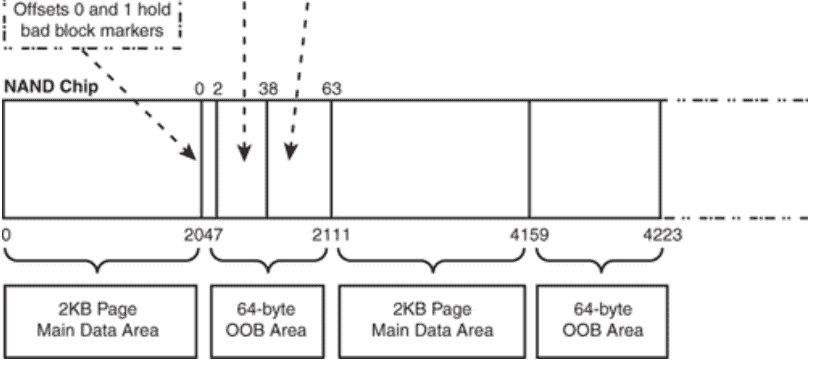 Offsets 0 and 1 hold
bad block markers
NAND Chip 0 2 38 63
0 2047 2111 4159 4223
2KB Page
Main Data Area
64-byte
OOB Area
2KB Page
Main Data Area
64-byte
OOB Area